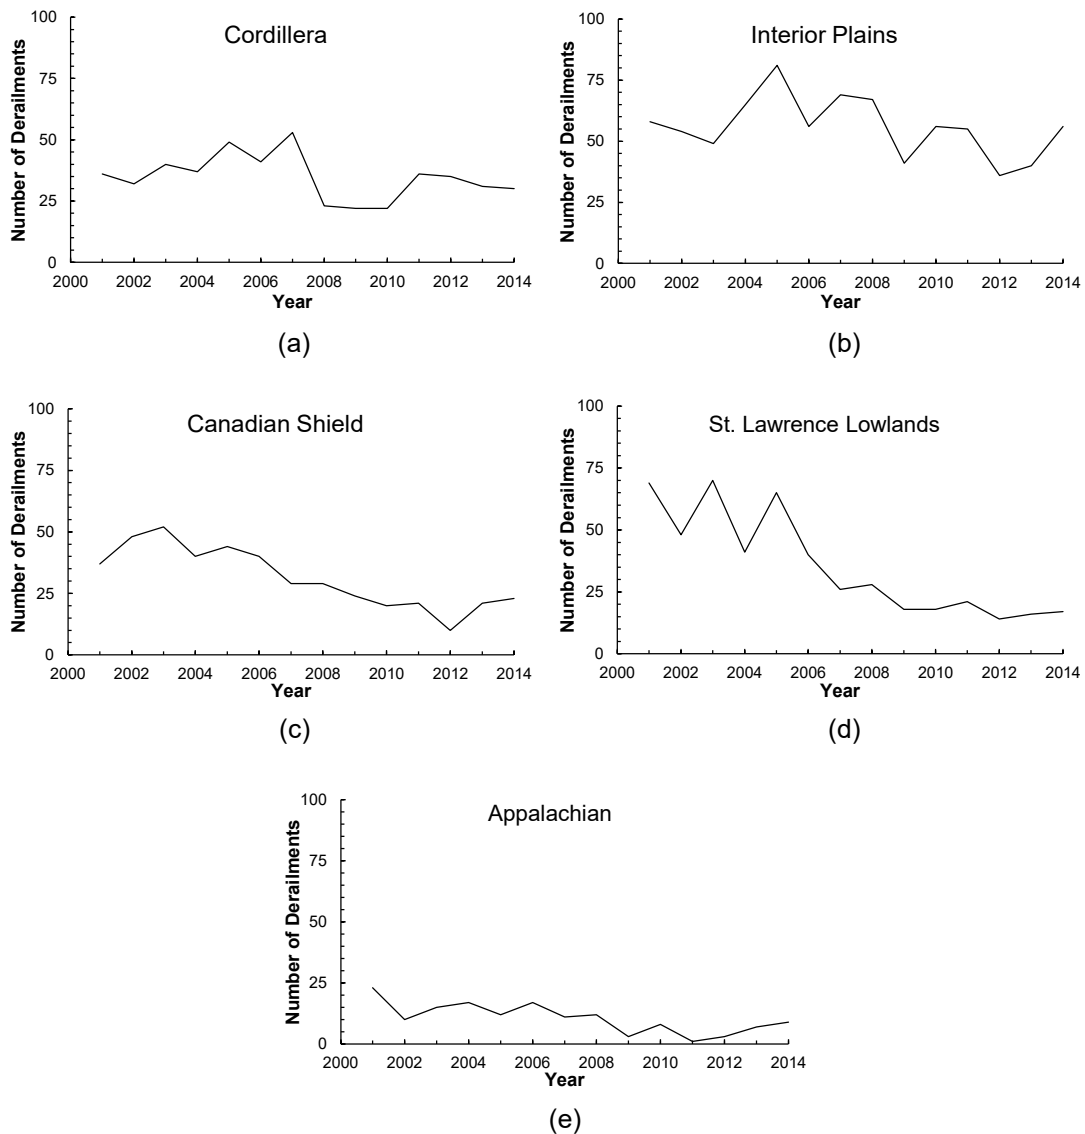 Cordillera
Number of Derailments
100
75
50
25
0
2000 2002 2004 2006 2008 2010 2012 2014
Year
(a)
Interior Plains
Number of Derailments
100
75
50
25
0
2000 2002 2004 2006 2008 2010 2012 2014
Year
(b)
Canadian Shield
Number of Derailments
100
75
50
25
0
2000 2002 2004 2006 2008 2010 2012 2014
Year
(c)
St. Lawrence Lowlands
Number of Derailments
100
75
50
25
0
2000 2002 2004 2006 2008 2010 2012 2014
Year
(d)
Appalachian
Number of Derailments
100
75
50
25
0
2000 2002 2004 2006 2008 2010 2012 2014
Year
(e)